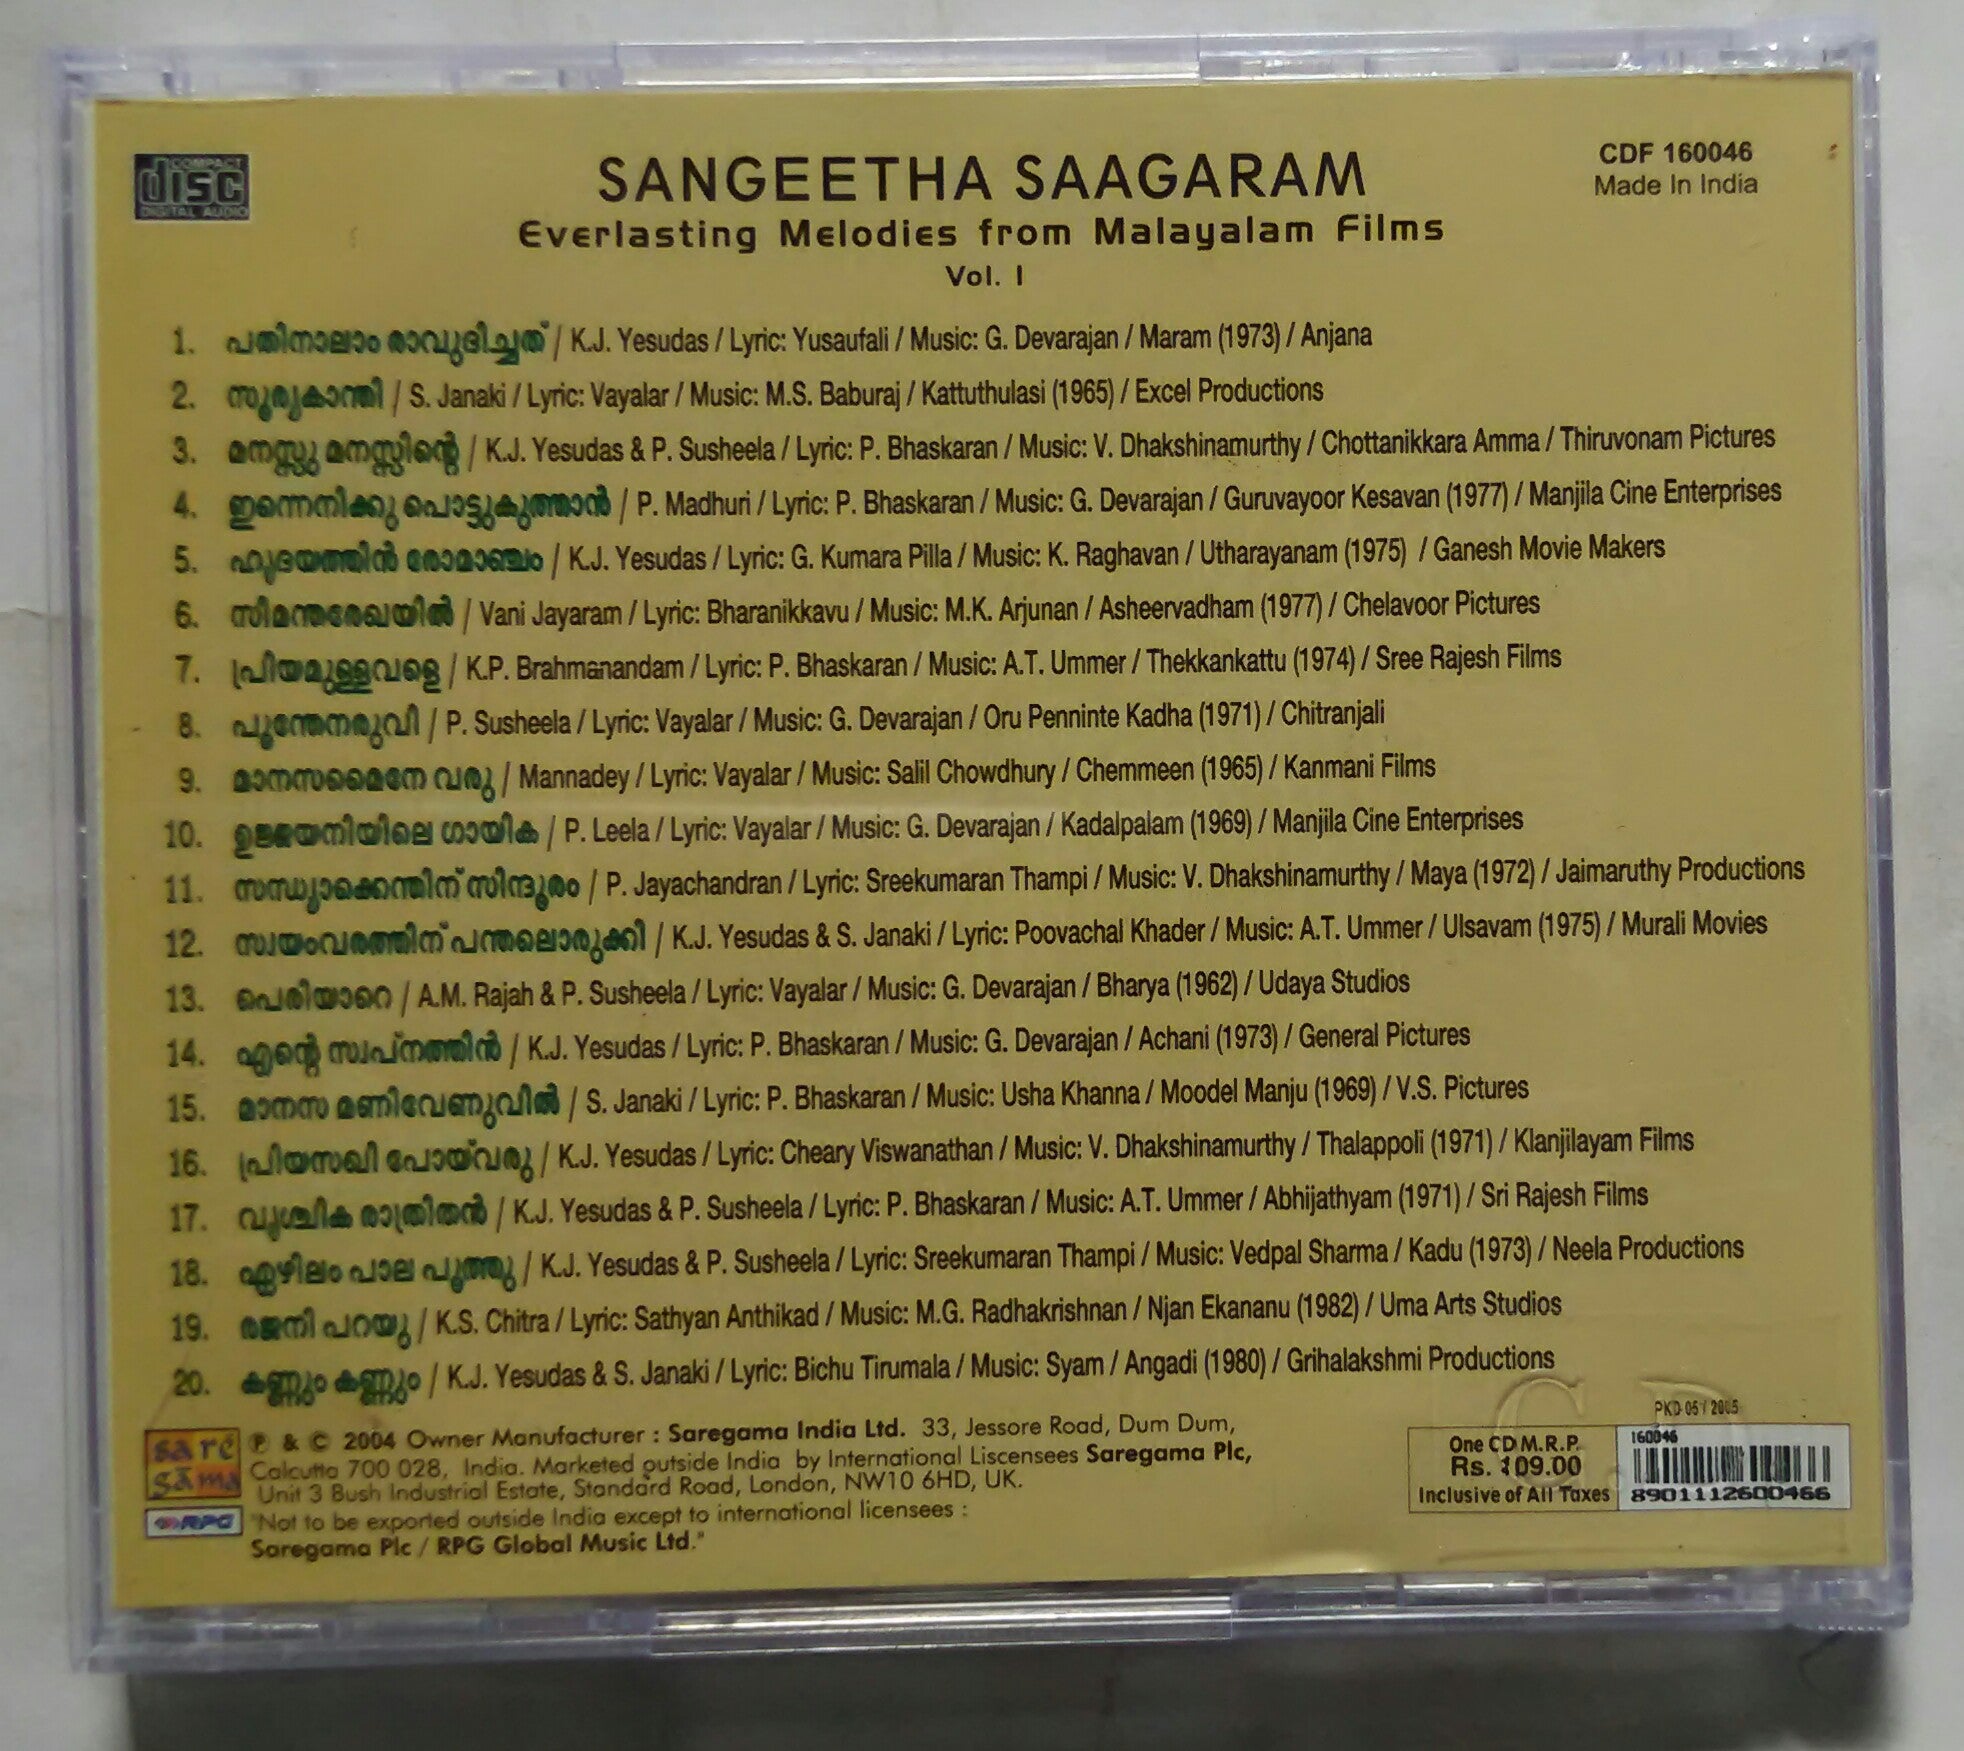 COMPACT
disc
DIGITAL AUDIO
SANGEETHA SAAGARAM
Everlasting Melodies from Malayalam Films
Vol. I
CDF 160046
Made In India
1. പതിനാലാം രാവുദിച്ചത് / K.J. Yesudas / Lyric: Yusaufali / Music: G. Devarajan / Maram (1973) / Anjana
2. സൂര്യകാന്തി / S. Janaki / Lyric: Vayalar / Music: M.S. Baburaj / Kattuthulasi (1965) / Excel Productions
3. മനസ്സു മനസ്സിന്റെ / K.J. Yesudas & P. Susheela / Lyric: P. Bhaskaran / Music: V. Dhakshinamurthy / Chottanikkara Amma / Thiruvonam Pictures
4. ഇന്നെനിക്കു പൊട്ടുകുത്താൻ / P. Madhuri / Lyric: P. Bhaskaran / Music: G. Devarajan / Guruvayoor Kesavan (1977) / Manjila Cine Enterprises
5. ഹൃദയത്തിൻ രോമാഞ്ചം / K.J. Yesudas / Lyric: G. Kumara Pilla / Music: K. Raghavan / Utharayanam (1975) / Ganesh Movie Makers
6. സീമന്തരേഖയിൽ / Vani Jayaram / Lyric: Bharanikkavu / Music: M.K. Arjunan / Asheervadham (1977) / Chelavoor Pictures
7. പ്രിയമുള്ളവളെ / K.P. Brahmanandam / Lyric: P. Bhaskaran / Music: A.T. Ummer / Thekkankattu (1974) / Sree Rajesh Films
8. പൂന്തേനരുവി / P. Susheela / Lyric: Vayalar / Music: G. Devarajan / Oru Penninte Kadha (1971) / Chitranjali
9. മാനസമൈനേ വരു / Mannadey / Lyric: Vayalar / Music: Salil Chowdhury / Chemmeen (1965) / Kanmani Films
10. ഉജ്ജയനിയിലെ ഗായിക / P. Leela / Lyric: Vayalar / Music: G. Devarajan / Kadalpalam (1969) / Manjila Cine Enterprises
11. സന്ധ്യക്കെന്തിന് സിന്ദൂരം / P. Jayachandran / Lyric: Sreekumaran Thampi / Music: V. Dhakshinamurthy / Maya (1972) / Jaimaruthy Productions
12. സ്വയംവരത്തിന് പന്തലൊരുക്കി / K.J. Yesudas & S. Janaki / Lyric: Poovachal Khader / Music: A.T. Ummer / Ulsavam (1975) / Murali Movies
13. പെരിയാറെ / A.M. Rajah & P. Susheela / Lyric: Vayalar / Music: G. Devarajan / Bharya (1962) / Udaya Studios
14. എന്റെ സ്വപ്നത്തിൻ / K.J. Yesudas / Lyric: P. Bhaskaran / Music: G. Devarajan / Achani (1973) / General Pictures
15. മാനസ മണിവേണുവിൽ / S. Janaki / Lyric: P. Bhaskaran / Music: Usha Khanna / Moodel Manju (1969) / V.S. Pictures
16. പ്രിയസഖി പോയ്‌വരു / K.J. Yesudas / Lyric: Cheary Viswanathan / Music: V. Dhakshinamurthy / Thalappoli (1971) / Klanjilayam Films
17. വൃശ്ചിക രാത്രിതൻ / K.J. Yesudas & P. Susheela / Lyric: P. Bhaskaran / Music: A.T. Ummer / Abhijathyam (1971) / Sri Rajesh Films
18. ഏഴിലം പാല പൂത്തു / K.J. Yesudas & P. Susheela / Lyric: Sreekumaran Thampi / Music: Vedpal Sharma / Kadu (1973) / Neela Productions
19. രജനി പറയു / K.S. Chitra / Lyric: Sathyan Anthikad / Music: M.G. Radhakrishnan / Njan Ekananu (1982) / Uma Arts Studios
20. കണ്ണും കണ്ണും / K.J. Yesudas & S. Janaki / Lyric: Bichu Tirumala / Music: Syam / Angadi (1980) / Grihalakshmi Productions
saregama
RPG
℗ & © 2004 Owner Manufacturer : Saregama India Ltd. 33, Jessore Road, Dum Dum,
Calcutta 700 028, India. Marketed outside India by International Liscensees Saregama Plc,
Unit 3 Bush Industrial Estate, Standard Road, London, NW10 6HD, UK.
"Not to be exported outside India except to international licensees :
Saregama Plc / RPG Global Music Ltd."
PKD 05 / 2005
One CD M.R.P.
Rs. 109.00
Inclusive of All Taxes
160046
8901112600466